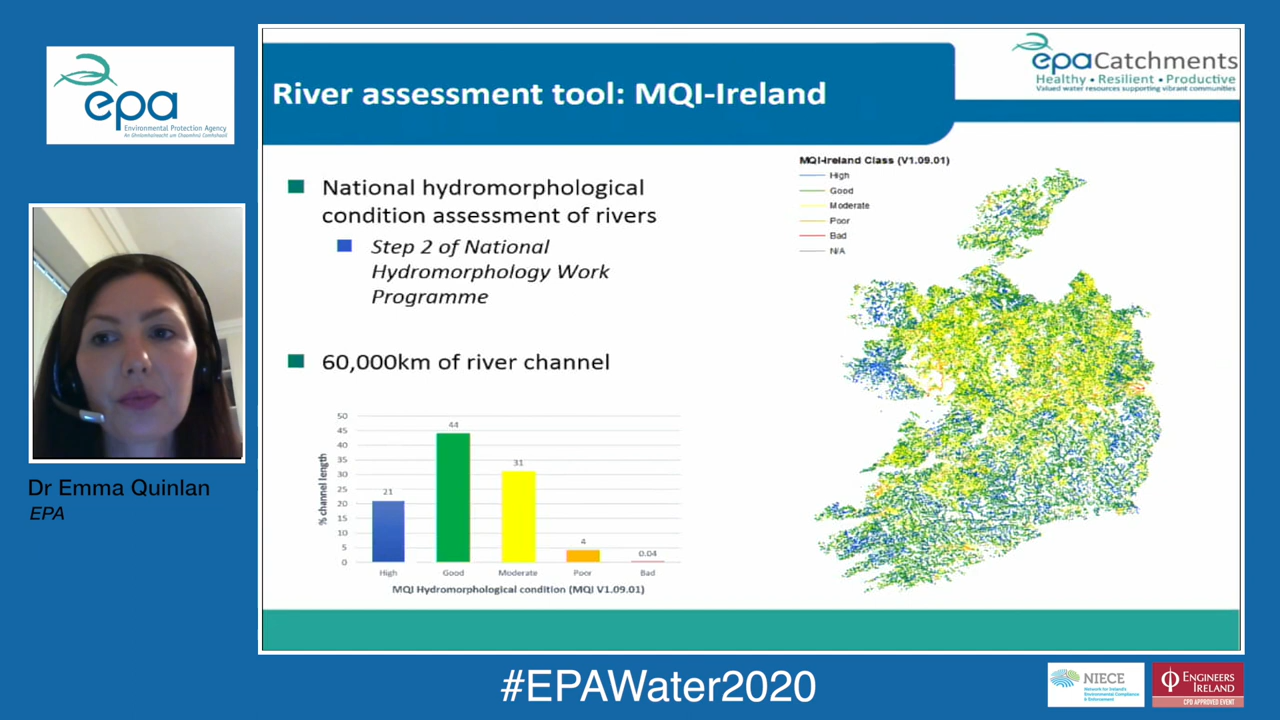 epa
Environmental Protection Agency
An Ghníomhaireacht um Chaomhnú Comhshaoil
Dr Emma Quinlan
EPA
River assessment tool: MQI-Ireland
epaCatchments
Healthy • Resilient • Productive
Valued water resources supporting vibrant communities
National hydromorphological
condition assessment of rivers
Step 2 of National
Hydromorphology Work
Programme
60,000km of river channel
50
45
40
35
30
25
20
15
10
5
0
% channel length
21
44
31
4
0.04
High
Good
Moderate
Poor
Bad
MQI Hydromorphological condition (MQI V1.09.01)
MQI-Ireland Class (V1.09.01)
High
Good
Moderate
Poor
Bad
N/A
#EPAWater2020
NIECE
Network for Ireland's
Environmental Compliance
& Enforcement
ENGINEERS
IRELAND
CPD APPROVED EVENT